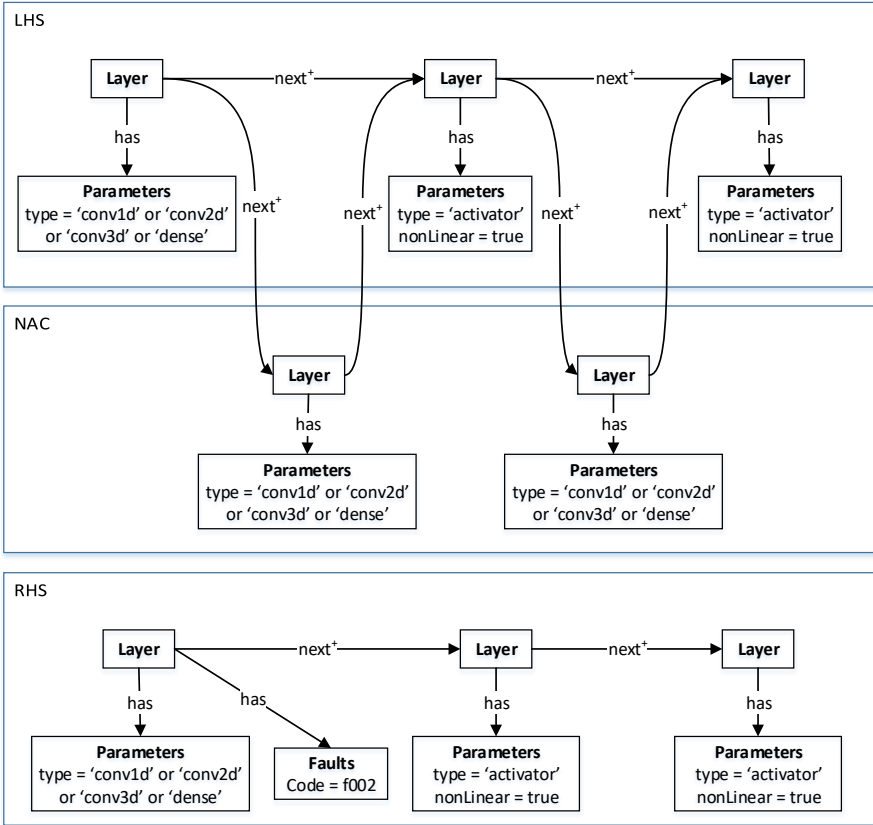 LHS
Layer
next+
Layer
next+
Layer
has
has
has
Parameters
type = ‘conv1d’ or ‘conv2d’
or ‘conv3d’ or ‘dense’
next+
next+
Parameters
type = ‘activator’
nonLinear = true
next+
next+
Parameters
type = ‘activator’
nonLinear = true
NAC
Layer
Layer
has
has
Parameters
type = ‘conv1d’ or ‘conv2d’
or ‘conv3d’ or ‘dense’
Parameters
type = ‘conv1d’ or ‘conv2d’
or ‘conv3d’ or ‘dense’
RHS
Layer
next+
Layer
next+
Layer
has
has
has
has
Parameters
type = ‘conv1d’ or ‘conv2d’
or ‘conv3d’ or ‘dense’
Faults
Code = f002
Parameters
type = ‘activator’
nonLinear = true
Parameters
type = ‘activator’
nonLinear = true